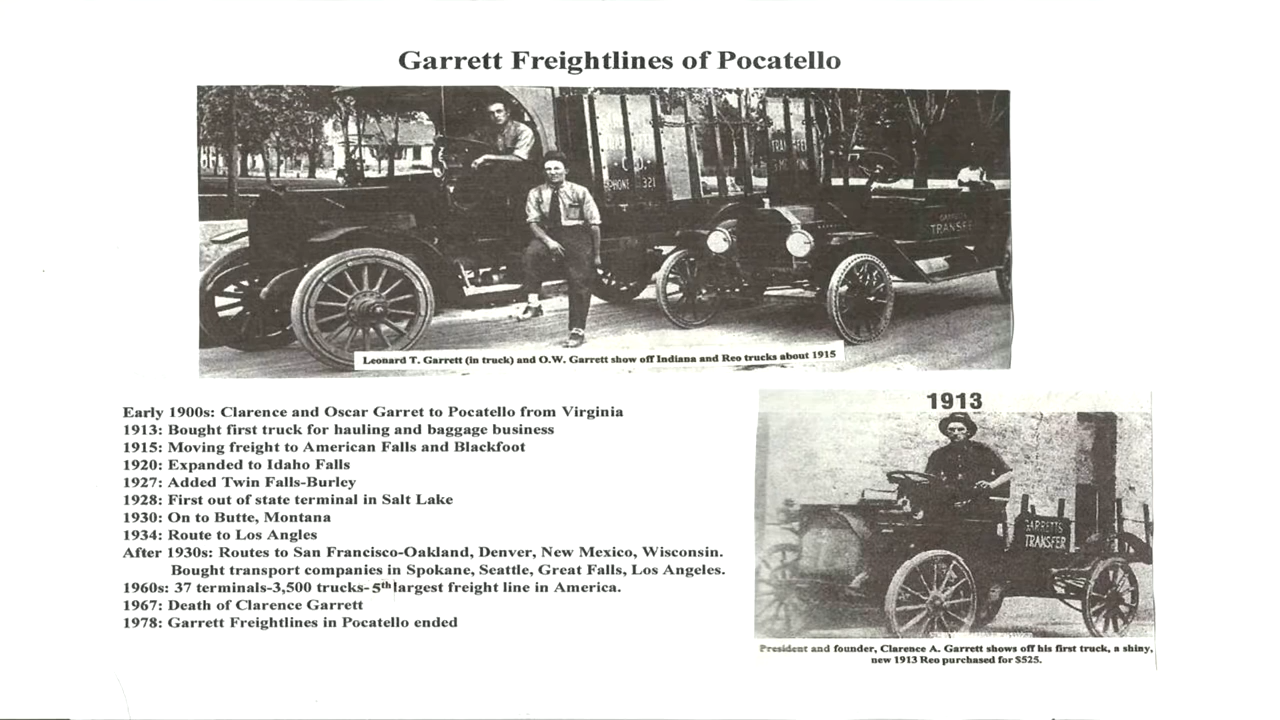 Garrett Freightlines of Pocatello
C.O.
PHONE 321
TRANSFER
GARRETTS
TRANSFE
Leonard T. Garrett (in truck) and O.W. Garrett show off Indiana and Reo trucks about 1915
Early 1900s: Clarence and Oscar Garret to Pocatello from Virginia
1913: Bought first truck for hauling and baggage business
1915: Moving freight to American Falls and Blackfoot
1920: Expanded to Idaho Falls
1927: Added Twin Falls-Burley
1928: First out of state terminal in Salt Lake
1930: On to Butte, Montana
1934: Route to Los Angles
After 1930s: Routes to San Francisco-Oakland, Denver, New Mexico, Wisconsin.
Bought transport companies in Spokane, Seattle, Great Falls, Los Angeles.
1960s: 37 terminals-3,500 trucks-5th largest freight line in America.
1967: Death of Clarence Garrett
1978: Garrett Freightlines in Pocatello ended
1913
GARRETTS
TRANSFER
President and founder, Clarence A. Garrett shows off his first truck, a shiny,
new 1913 Reo purchased for $525.